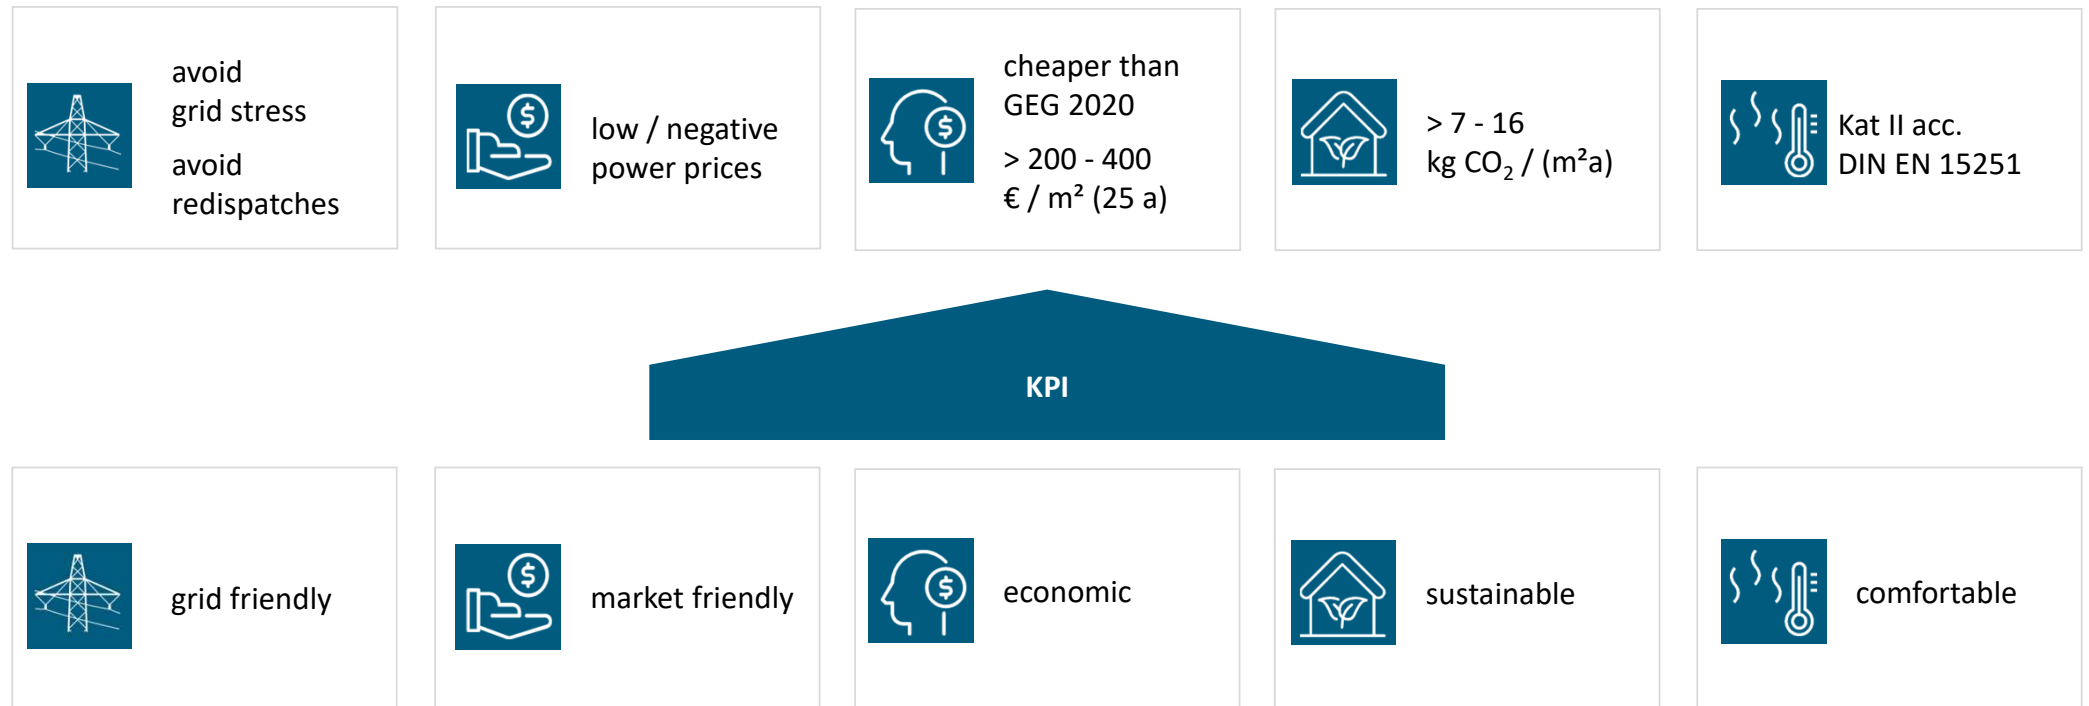 avoid
grid stress
avoid
redispatches
low / negative
power prices
cheaper than
GEG 2020
> 200 - 400
€ / m² (25 a)
> 7 - 16
kg CO₂ / (m²a)
Kat II acc.
DIN EN 15251
KPI
grid friendly
market friendly
economic
sustainable
comfortable